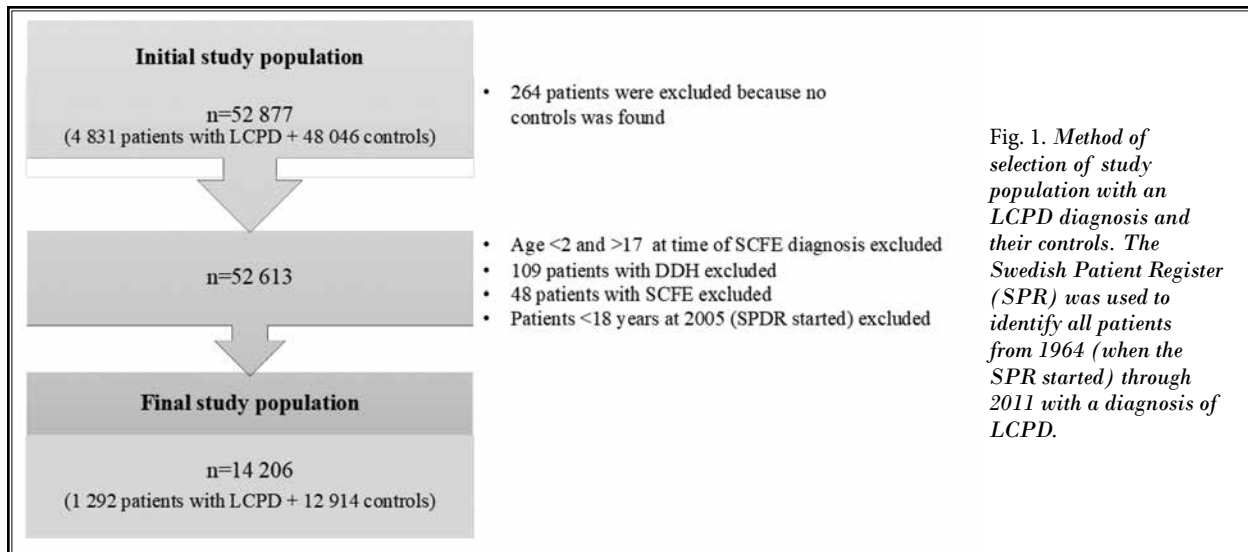 Initial study population
n=52 877
(4 831 patients with LCPD + 48 046 controls)
• 264 patients were excluded because no
controls was found
n=52 613
• Age <2 and >17 at time of SCFE diagnosis excluded
• 109 patients with DDH excluded
• 48 patients with SCFE excluded
• Patients <18 years at 2005 (SPDR started) excluded
Final study population
n=14 206
(1 292 patients with LCPD + 12 914 controls)
Fig. 1. Method of
selection of study
population with an
LCPD diagnosis and
their controls. The
Swedish Patient Register
(SPR) was used to
identify all patients
from 1964 (when the
SPR started) through
2011 with a diagnosis of
LCPD.